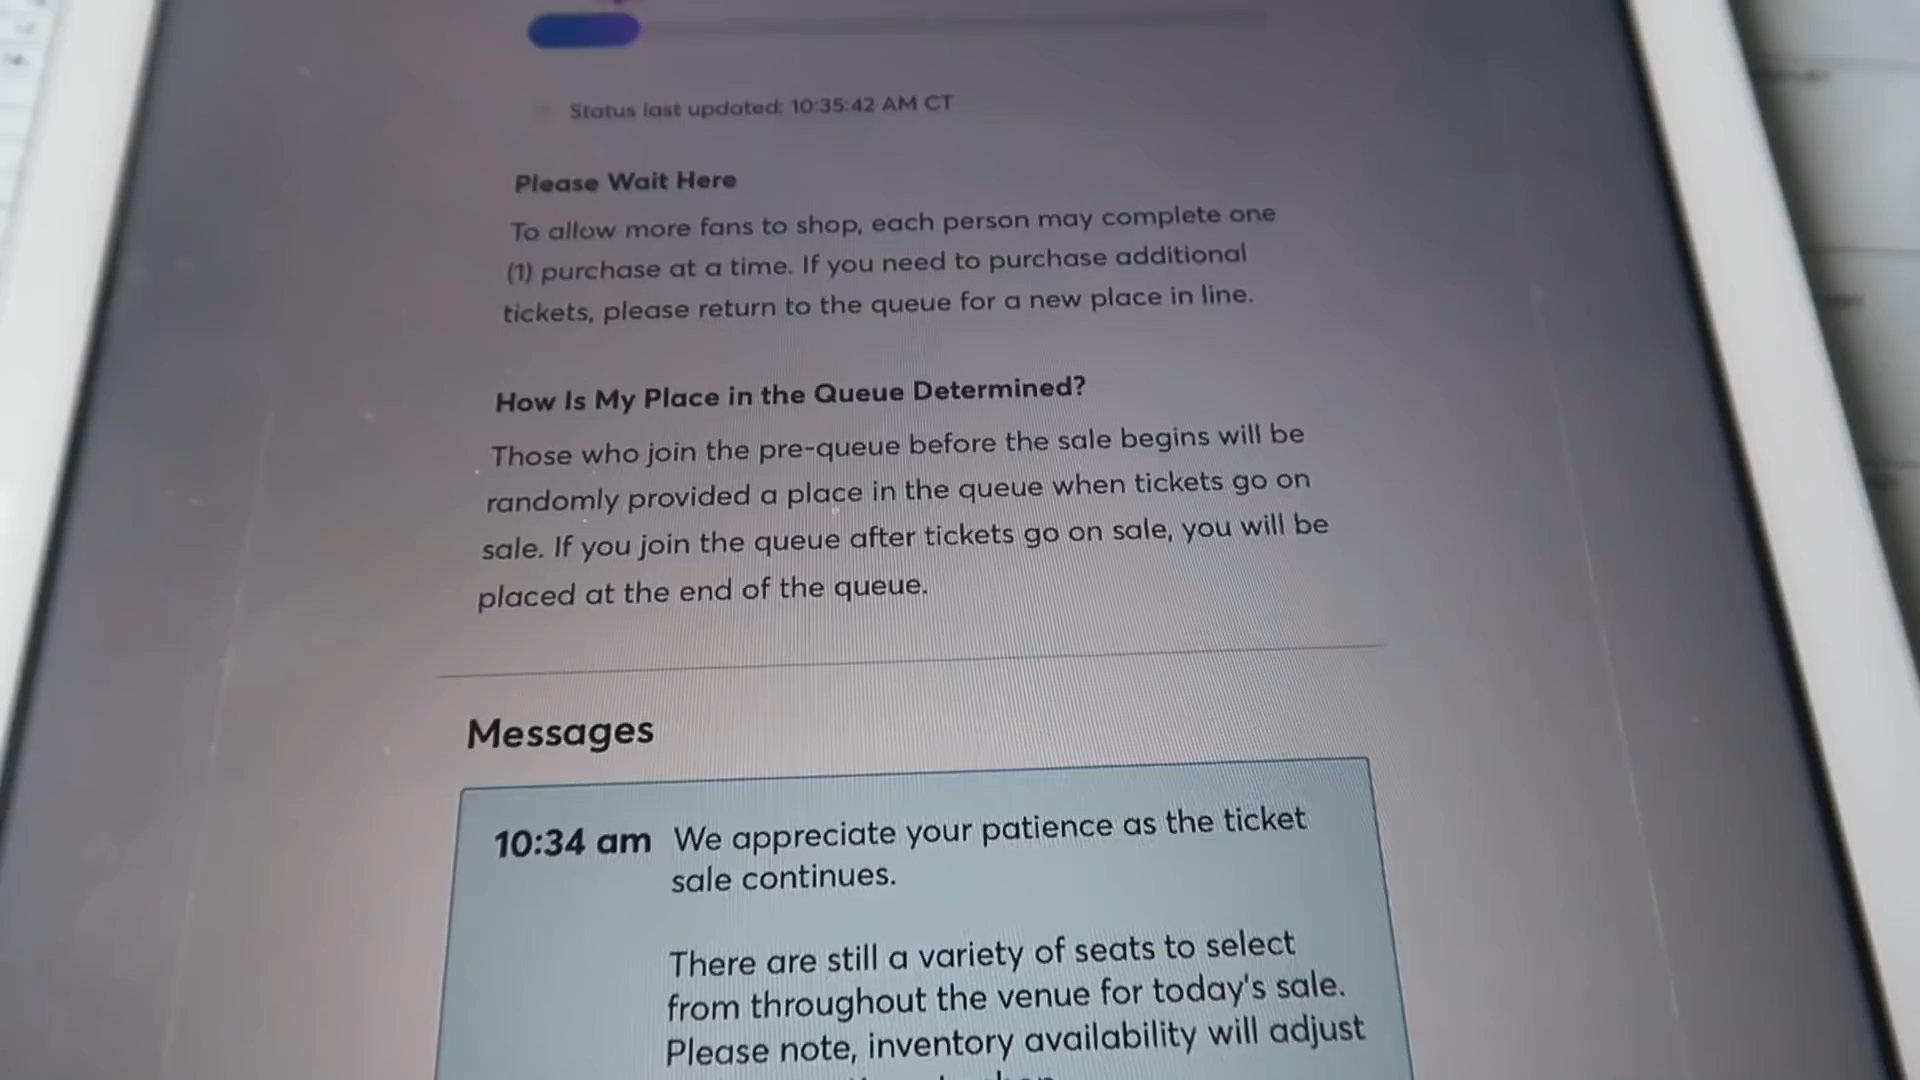 Status last updated: 10:35:42 AM CT
Please Wait Here
To allow more fans to shop, each person may complete one
(1) purchase at a time. If you need to purchase additional
tickets, please return to the queue for a new place in line.
How Is My Place in the Queue Determined?
Those who join the pre-queue before the sale begins will be
randomly provided a place in the queue when tickets go on
sale. If you join the queue after tickets go on sale, you will be
placed at the end of the queue.
Messages
10:34 am We appreciate your patience as the ticket
sale continues.
There are still a variety of seats to select
from throughout the venue for today's sale.
Please note, inventory availability will adjust